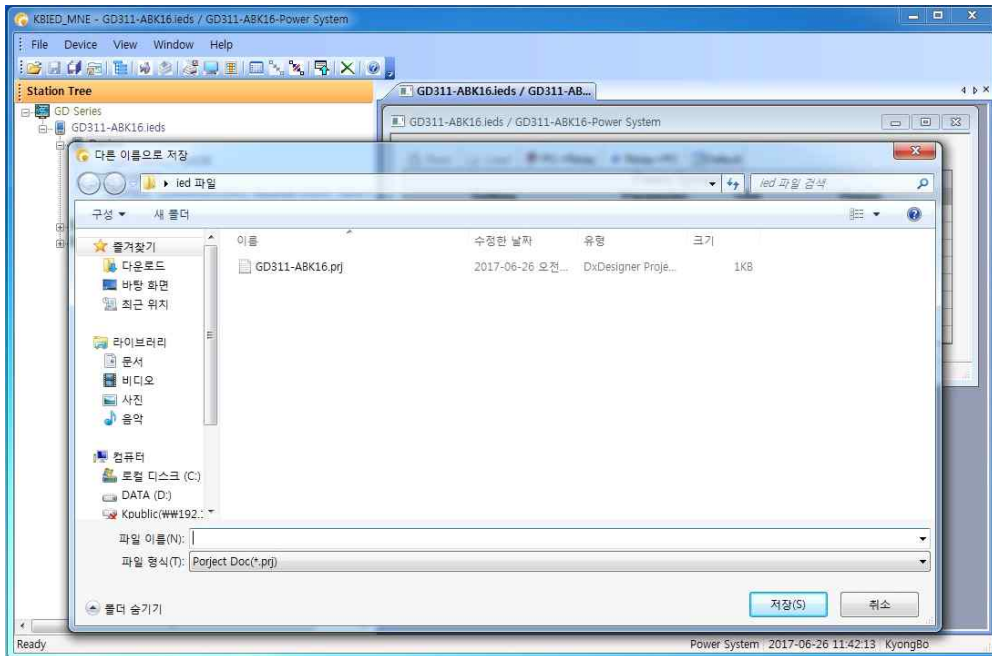 KBIED_MNE - GD311-ABK16.ieds / GD311-ABK16-Power System
File Device View Window Help
Station Tree
GD311-ABK16.ieds / GD311-AB...
GD Series
GD311-ABK16.ieds
GD311-ABK16.ieds / GD311-ABK16-Power System
다른 이름으로 저장
ied 파일
ied 파일 검색
구성 새 폴더
즐겨찾기
다운로드
바탕 화면
최근 위치
라이브러리
문서
비디오
사진
음악
컴퓨터
로컬 디스크 (C:)
DATA (D:)
Kpublic(₩₩192.:
이름 수정한 날짜 유형 크기
GD311-ABK16.prj 2017-06-26 오전... DxDesigner Proje... 1KB
파일 이름(N):
파일 형식(T): Porject Doc(*.prj)
폴더 숨기기
저장(S) 취소
Ready
Power System 2017-06-26 11:42:13 KyongBo